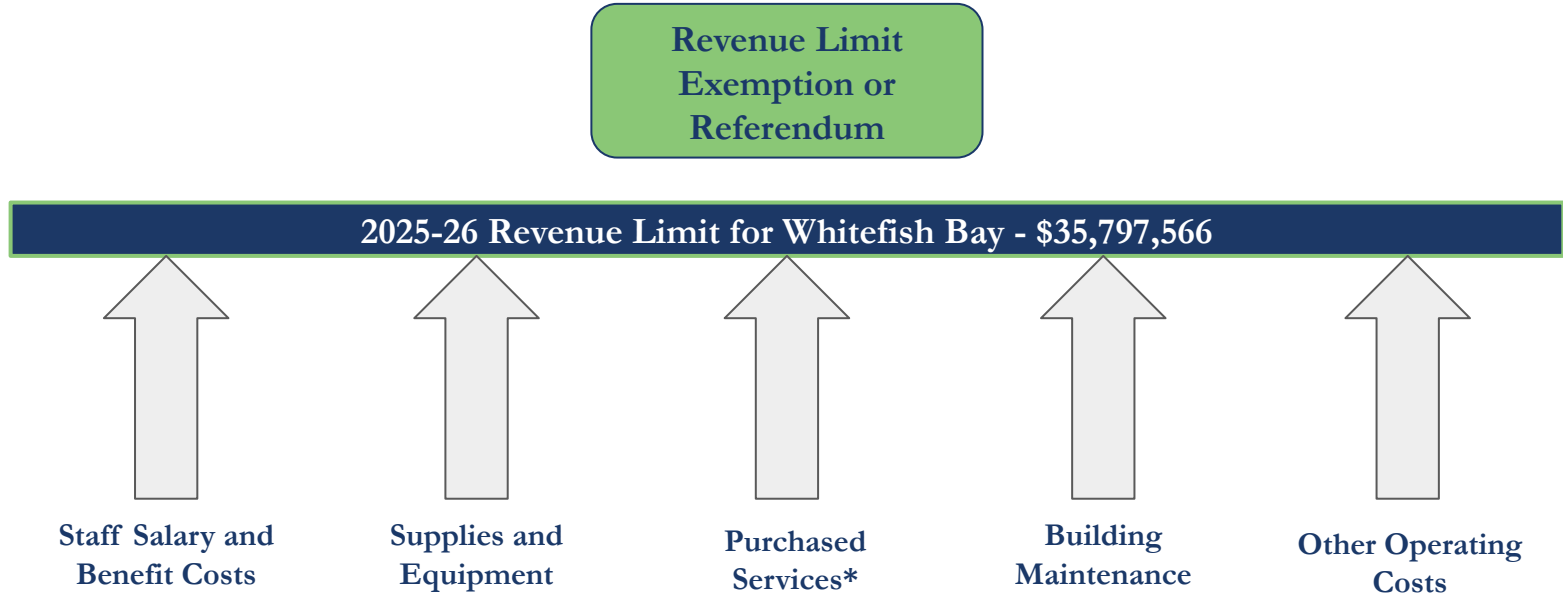 Revenue Limit
Exemption or
Referendum
2025-26 Revenue Limit for Whitefish Bay - $35,797,566
Staff Salary and
Benefit Costs
Supplies and
Equipment
Purchased
Services*
Building
Maintenance
Other Operating
Costs